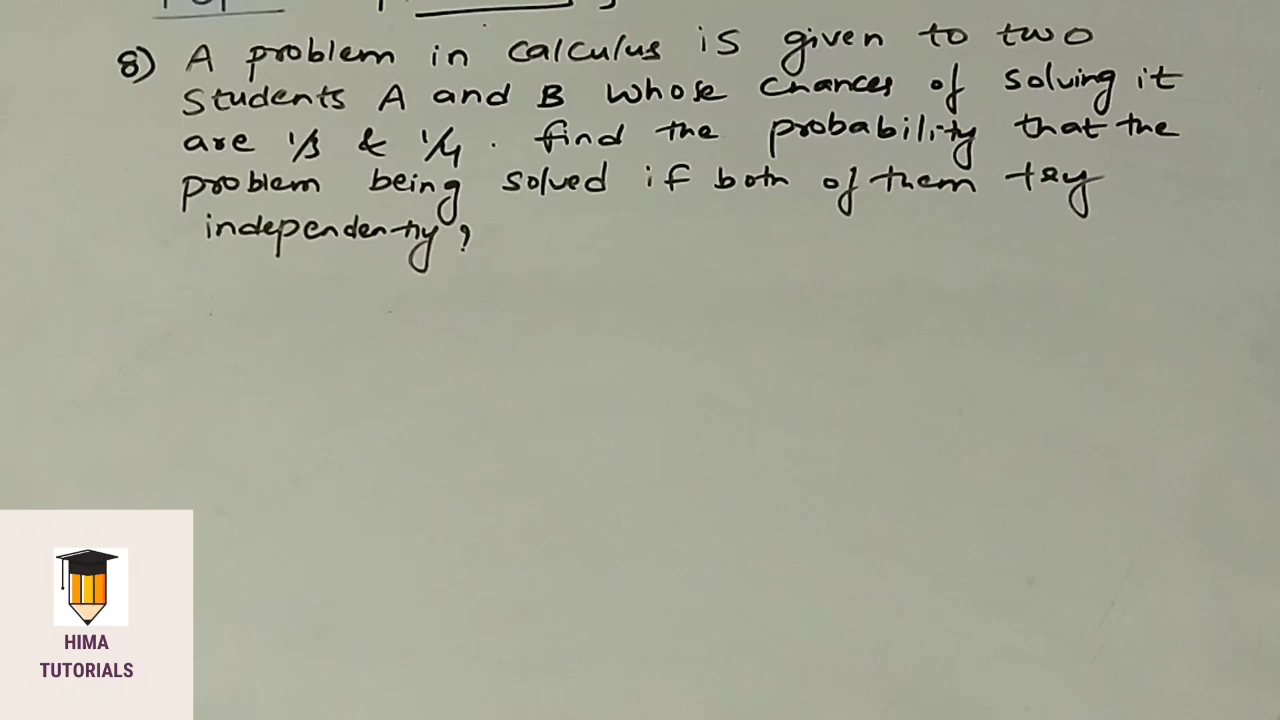 8) A problem in calculus is given to two
students A and B whose chances of solving it
are 1/3 & 1/4. find the probability that the
problem being solved if both of them try
independently?
HIMA
TUTORIALS